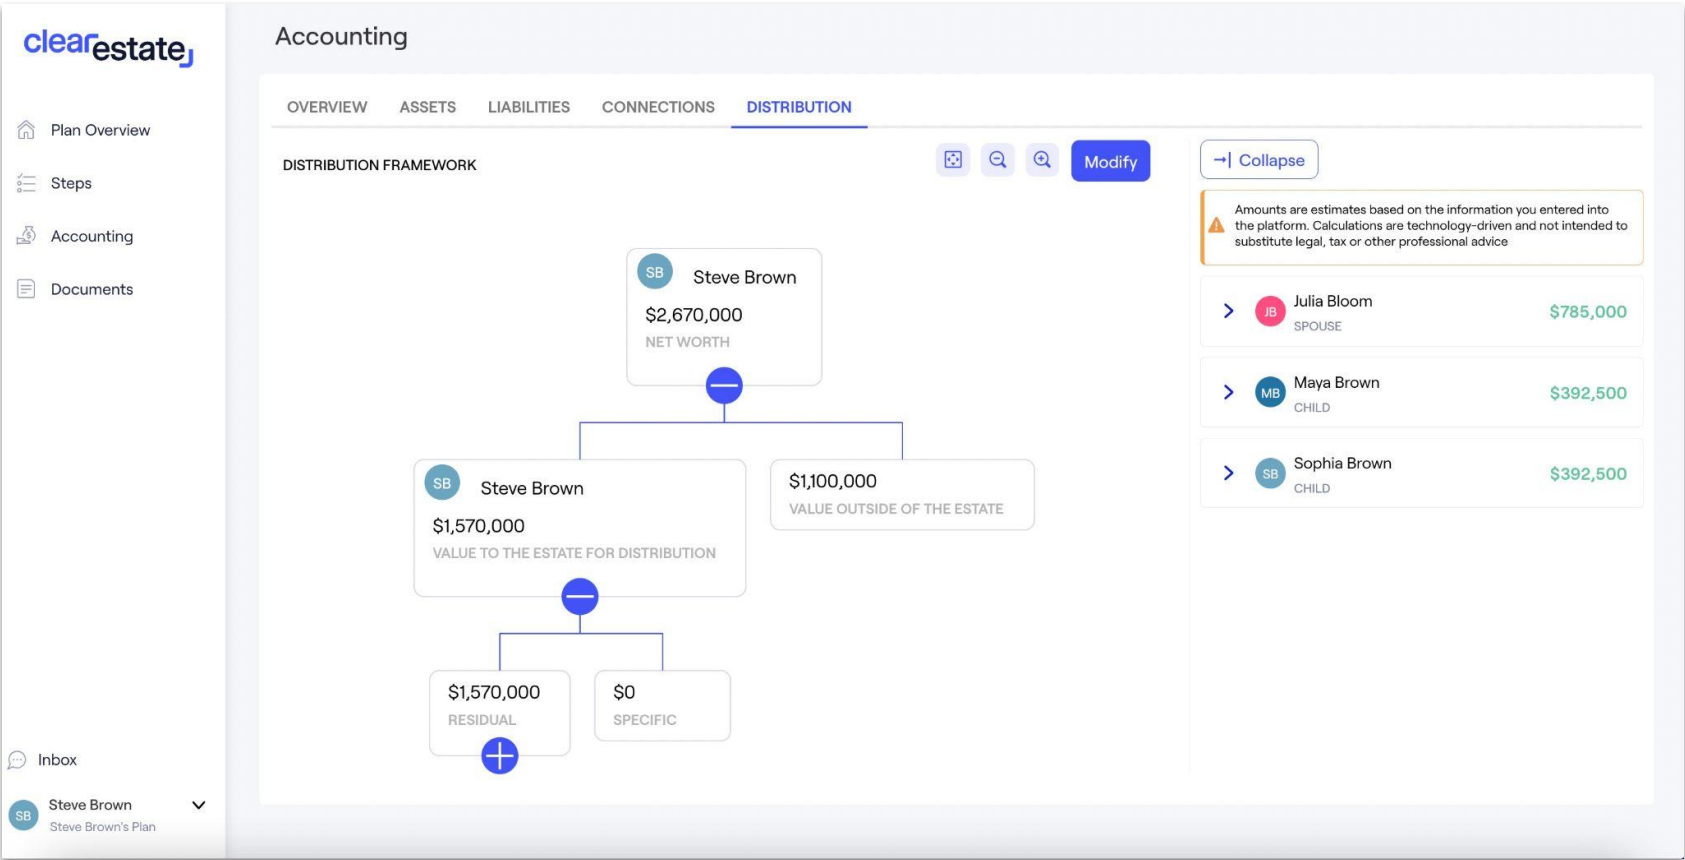 clearestate
Plan Overview
Steps
Accounting
Documents
Inbox
SB
Steve Brown
Steve Brown's Plan
Accounting
OVERVIEW
ASSETS
LIABILITIES
CONNECTIONS
DISTRIBUTION
DISTRIBUTION FRAMEWORK
Modify
SB
Steve Brown
$2,670,000
NET WORTH
SB
Steve Brown
$1,570,000
VALUE TO THE ESTATE FOR DISTRIBUTION
$1,100,000
VALUE OUTSIDE OF THE ESTATE
$1,570,000
RESIDUAL
$0
SPECIFIC
Collapse
Amounts are estimates based on the information you entered into
the platform. Calculations are technology-driven and not intended to
substitute legal, tax or other professional advice
JB
Julia Bloom
SPOUSE
$785,000
MB
Maya Brown
CHILD
$392,500
SB
Sophia Brown
CHILD
$392,500